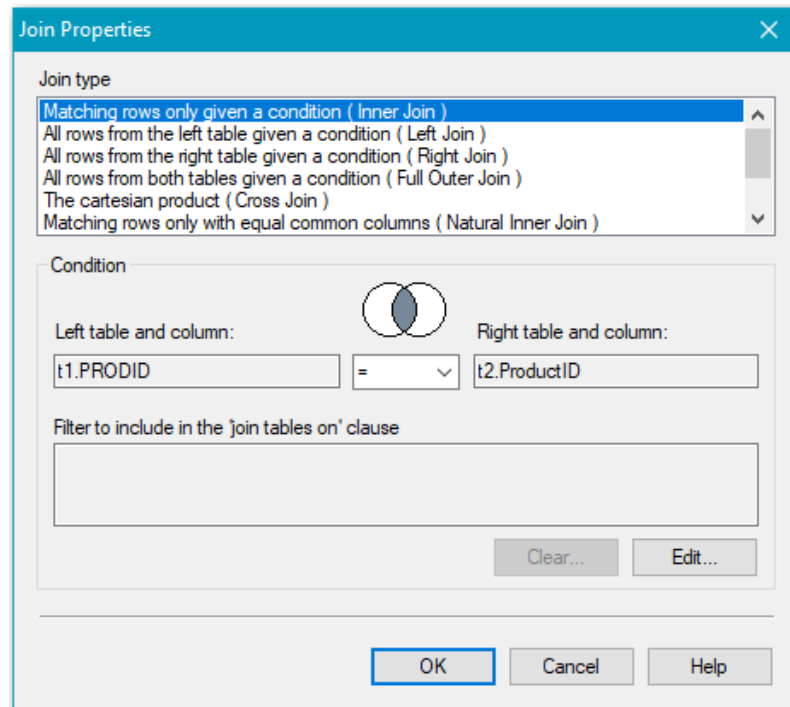 Join Properties
Join type
Matching rows only given a condition ( Inner Join )
All rows from the left table given a condition ( Left Join )
All rows from the right table given a condition ( Right Join )
All rows from both tables given a condition ( Full Outer Join )
The cartesian product ( Cross Join )
Matching rows only with equal common columns ( Natural Inner Join )
Condition
Left table and column: Right table and column:
t1.PRODID = t2.ProductID
Filter to include in the 'join tables on' clause
Clear... Edit...
OK Cancel Help